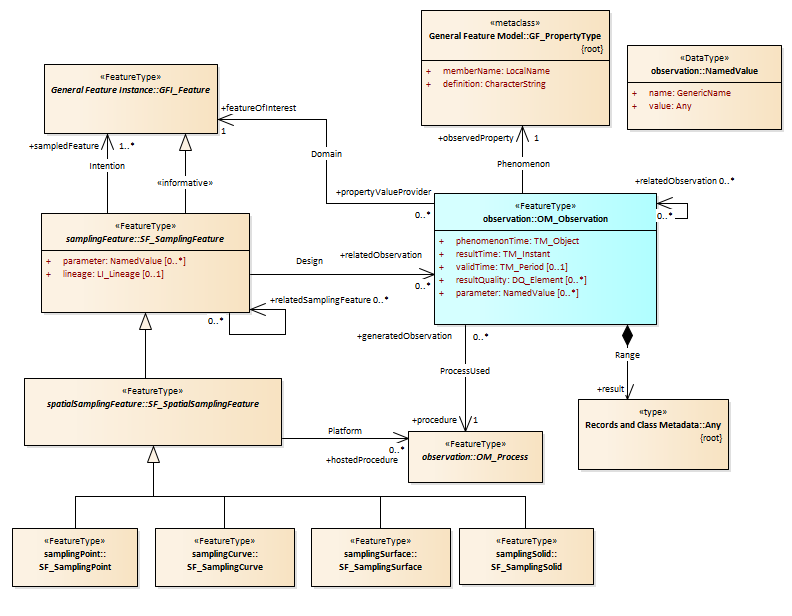 «metaclass»
General Feature Model::GF_PropertyType
{root}
+ memberName: LocalName
+ definition: CharacterString
«DataType»
observation::NamedValue
+ name: GenericName
+ value: Any
«FeatureType»
General Feature Instance::GFI_Feature
+featureOfInterest
1
+sampledFeature
1..*
Intention
«informative»
Domain
+observedProperty
1
Phenomenon
+propertyValueProvider
0..*
+relatedObservation 0..*
0..*
«FeatureType»
samplingFeature::SF_SamplingFeature
+ parameter: NamedValue [0..*]
+ lineage: LI_Lineage [0..1]
«FeatureType»
observation::OM_Observation
+ phenomenonTime: TM_Object
+ resultTime: TM_Instant
+ validTime: TM_Period [0..1]
+ resultQuality: DQ_Element [0..*]
+ parameter: NamedValue [0..*]
Design
+relatedObservation
0..*
+relatedSamplingFeature 0..*
0..*
+generatedObservation
0..*
ProcessUsed
+procedure
1
Range
+result
«FeatureType»
spatialSamplingFeature::SF_SpatialSamplingFeature
Platform
0..*
+hostedProcedure
«FeatureType»
observation::OM_Process
«type»
Records and Class Metadata::Any
{root}
«FeatureType»
samplingPoint::
SF_SamplingPoint
«FeatureType»
samplingCurve::
SF_SamplingCurve
«FeatureType»
samplingSurface::
SF_SamplingSurface
«FeatureType»
samplingSolid::
SF_SamplingSolid